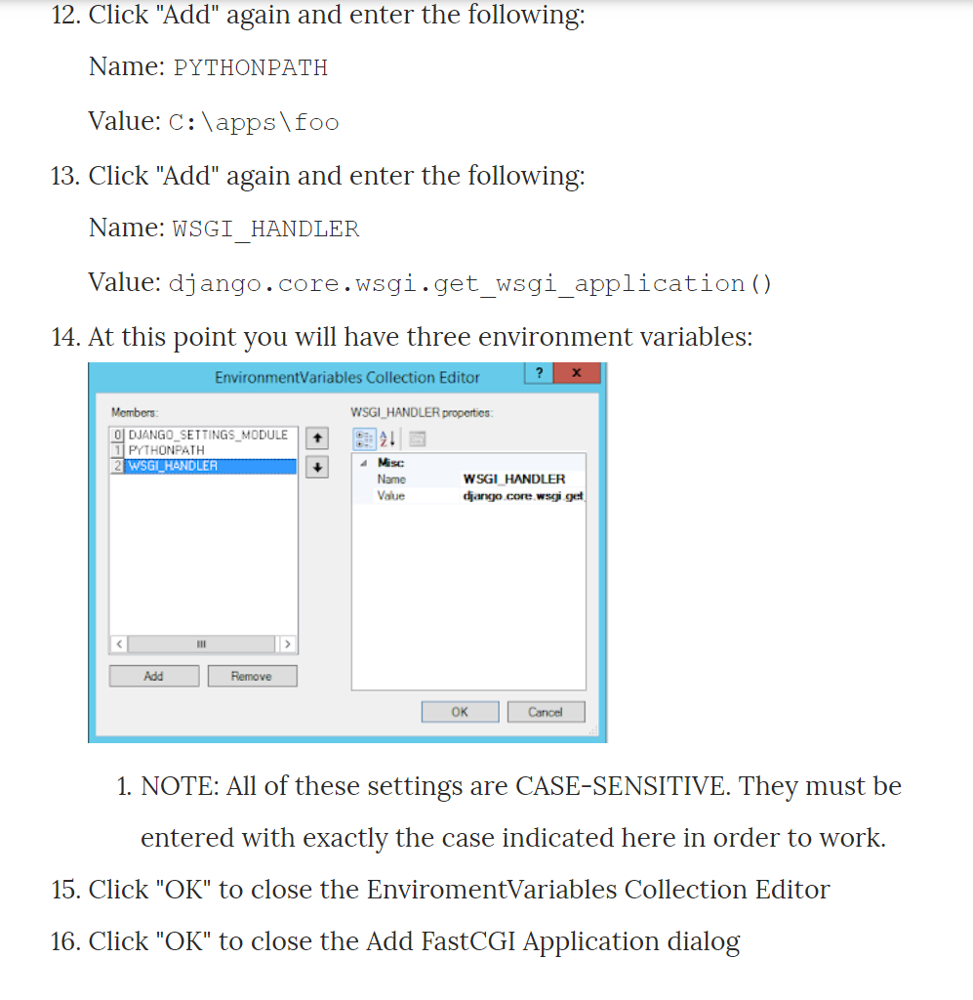 12. Click "Add" again and enter the following:
Name: PYTHONPATH
Value: C:\apps\foo
13. Click "Add" again and enter the following:
Name: WSGI_HANDLER
Value: django.core.wsgi.get_wsgi_application()
14. At this point you will have three environment variables:
EnvironmentVariables Collection Editor
? x
Members:
WSGI_HANDLER properties:
0 DJANGO_SETTINGS_MODULE
1 PYTHONPATH
2 WSGI_HANDLER
Misc
Name WSGI_HANDLER
Value django.core.wsgi.get_
Add Remove
OK Cancel
1. NOTE: All of these settings are CASE-SENSITIVE. They must be
entered with exactly the case indicated here in order to work.
15. Click "OK" to close the EnviromentVariables Collection Editor
16. Click "OK" to close the Add FastCGI Application dialog